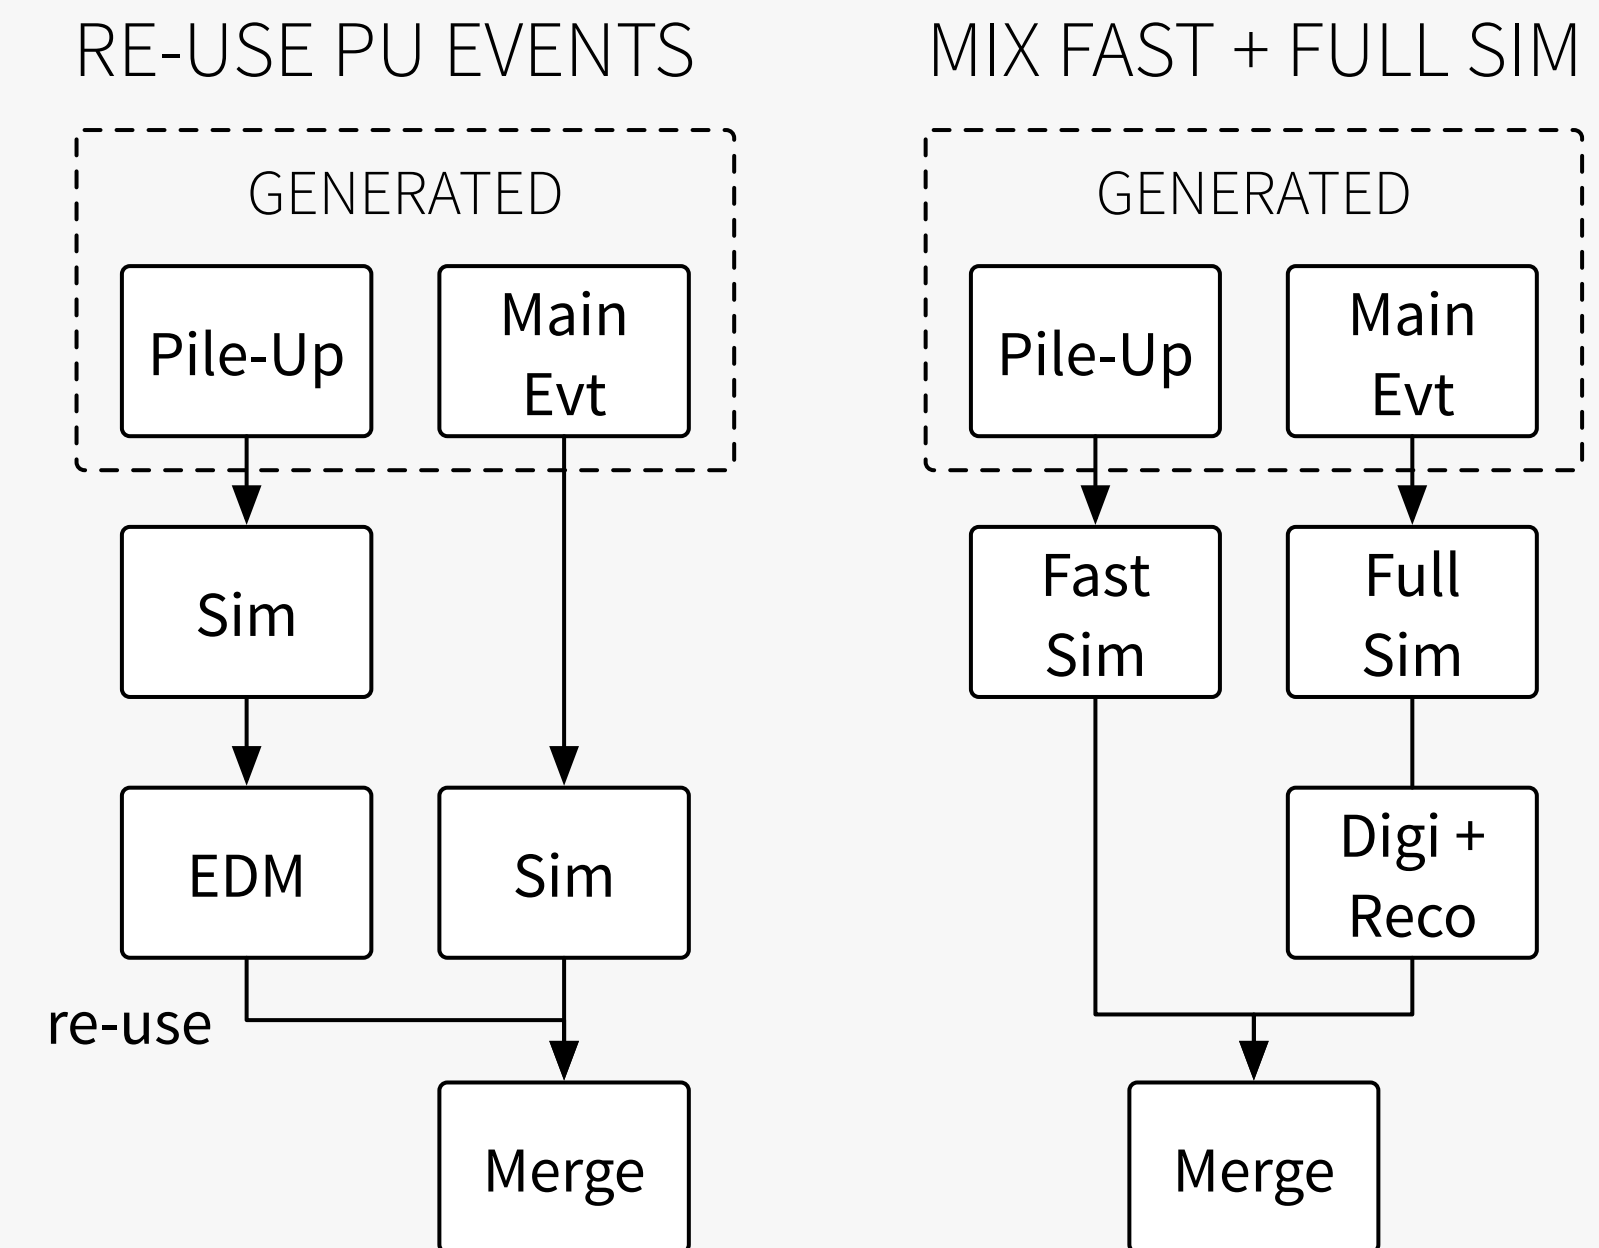 RE-USE PU EVENTS
GENERATED
Pile-Up
Main
Evt
Sim
EDM
Sim
re-use
Merge
MIX FAST + FULL SIM
GENERATED
Pile-Up
Main
Evt
Fast
Sim
Full
Sim
Digi +
Reco
Merge